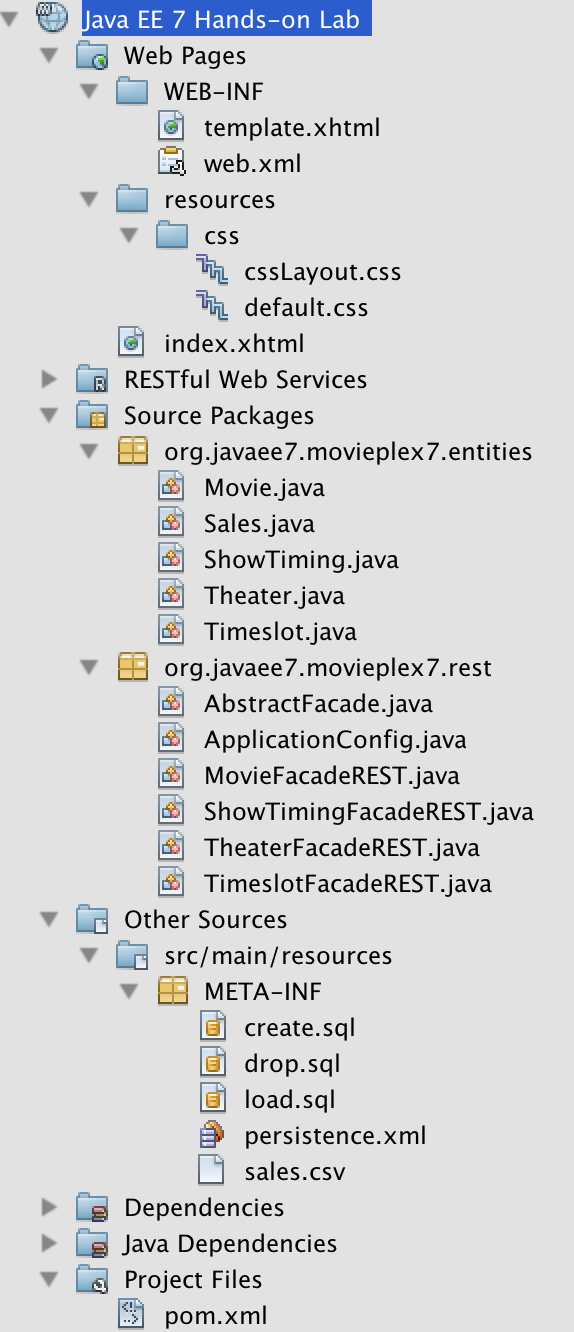 Java EE 7 Hands-on Lab
Web Pages
WEB-INF
template.xhtml
web.xml
resources
css
cssLayout.css
default.css
index.xhtml
RESTful Web Services
Source Packages
org.javaee7.movieplex7.entities
Movie.java
Sales.java
ShowTiming.java
Theater.java
Timeslot.java
org.javaee7.movieplex7.rest
AbstractFacade.java
ApplicationConfig.java
MovieFacadeREST.java
ShowTimingFacadeREST.java
TheaterFacadeREST.java
TimeslotFacadeREST.java
Other Sources
src/main/resources
META-INF
create.sql
drop.sql
load.sql
persistence.xml
sales.csv
Dependencies
Java Dependencies
Project Files
pom.xml